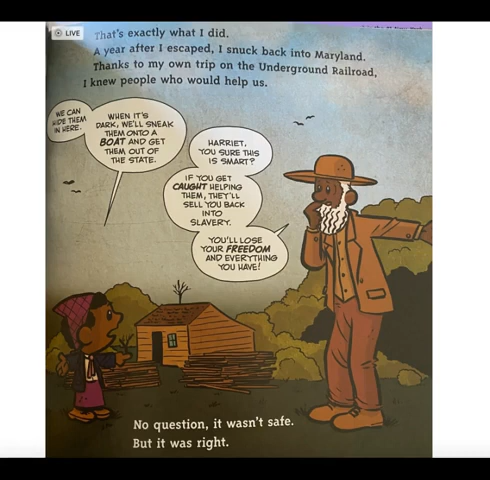 LIVE
That's exactly what I did.
A year after I escaped, I snuck back into Maryland.
Thanks to my own trip on the Underground Railroad,
I knew people who would help us.
WE CAN
HIDE THEM
IN HERE.
WHEN IT'S
DARK, WE'LL SNEAK
THEM ONTO A
BOAT AND GET
THEM OUT OF
THE STATE.
HARRIET,
YOU SURE THIS
IS SMART?
IF YOU GET
CAUGHT HELPING
THEM, THEY'LL
SELL YOU BACK
INTO
SLAVERY.
YOU'LL LOSE
YOUR FREEDOM
AND EVERYTHING
YOU HAVE!
No question, it wasn't safe.
But it was right.